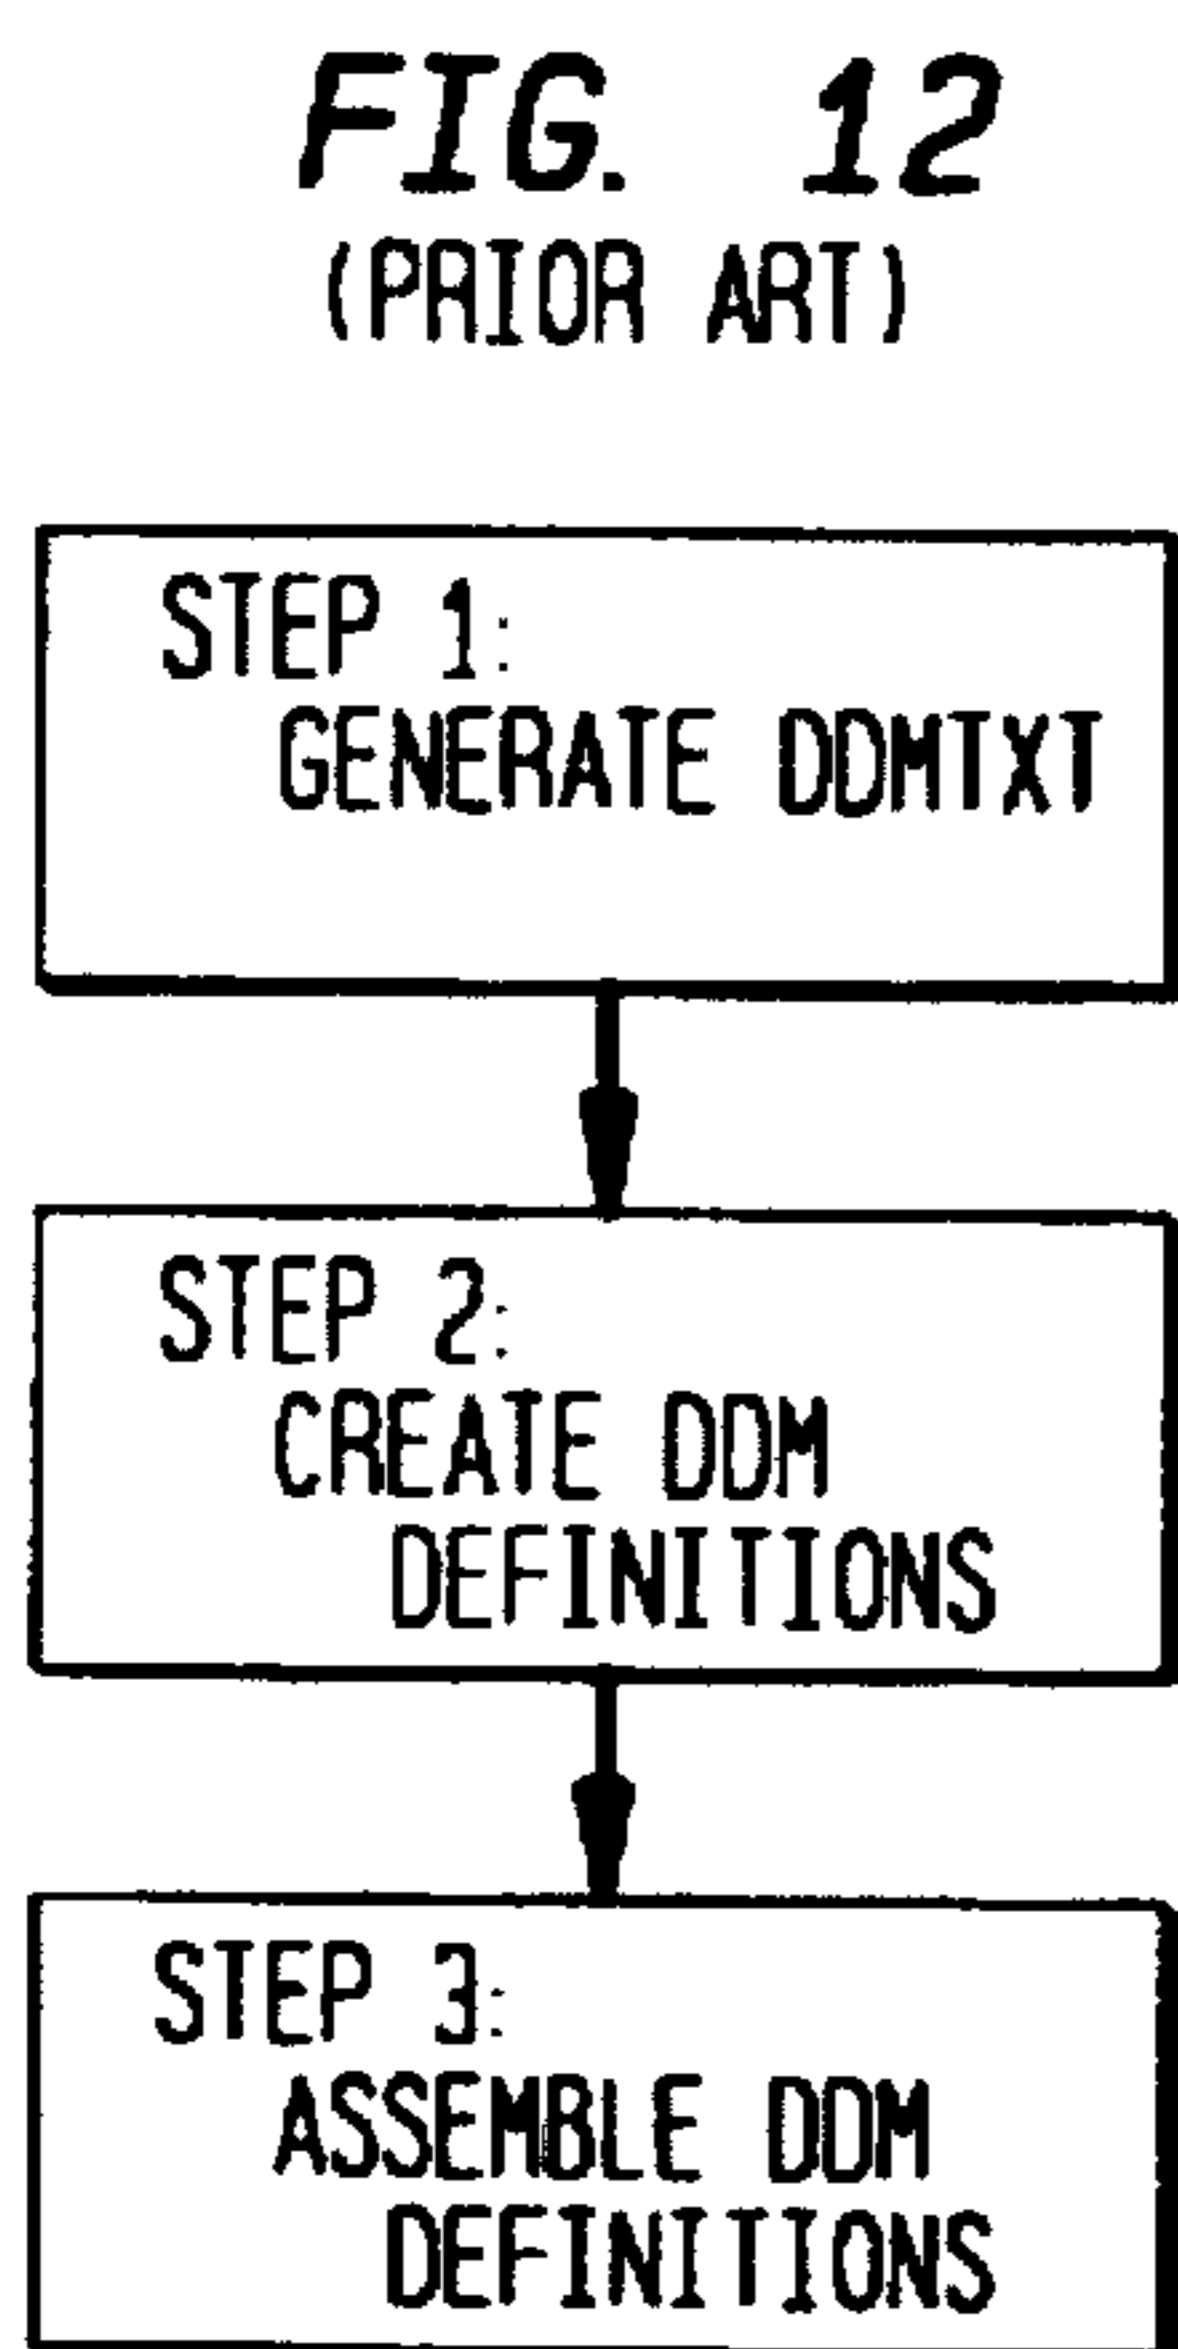 FIG. 12
(PRIOR ART)
STEP 1:
GENERATE DDMTXT
STEP 2:
CREATE DDM
DEFINITIONS
STEP 3:
ASSEMBLE DDM
DEFINITIONS